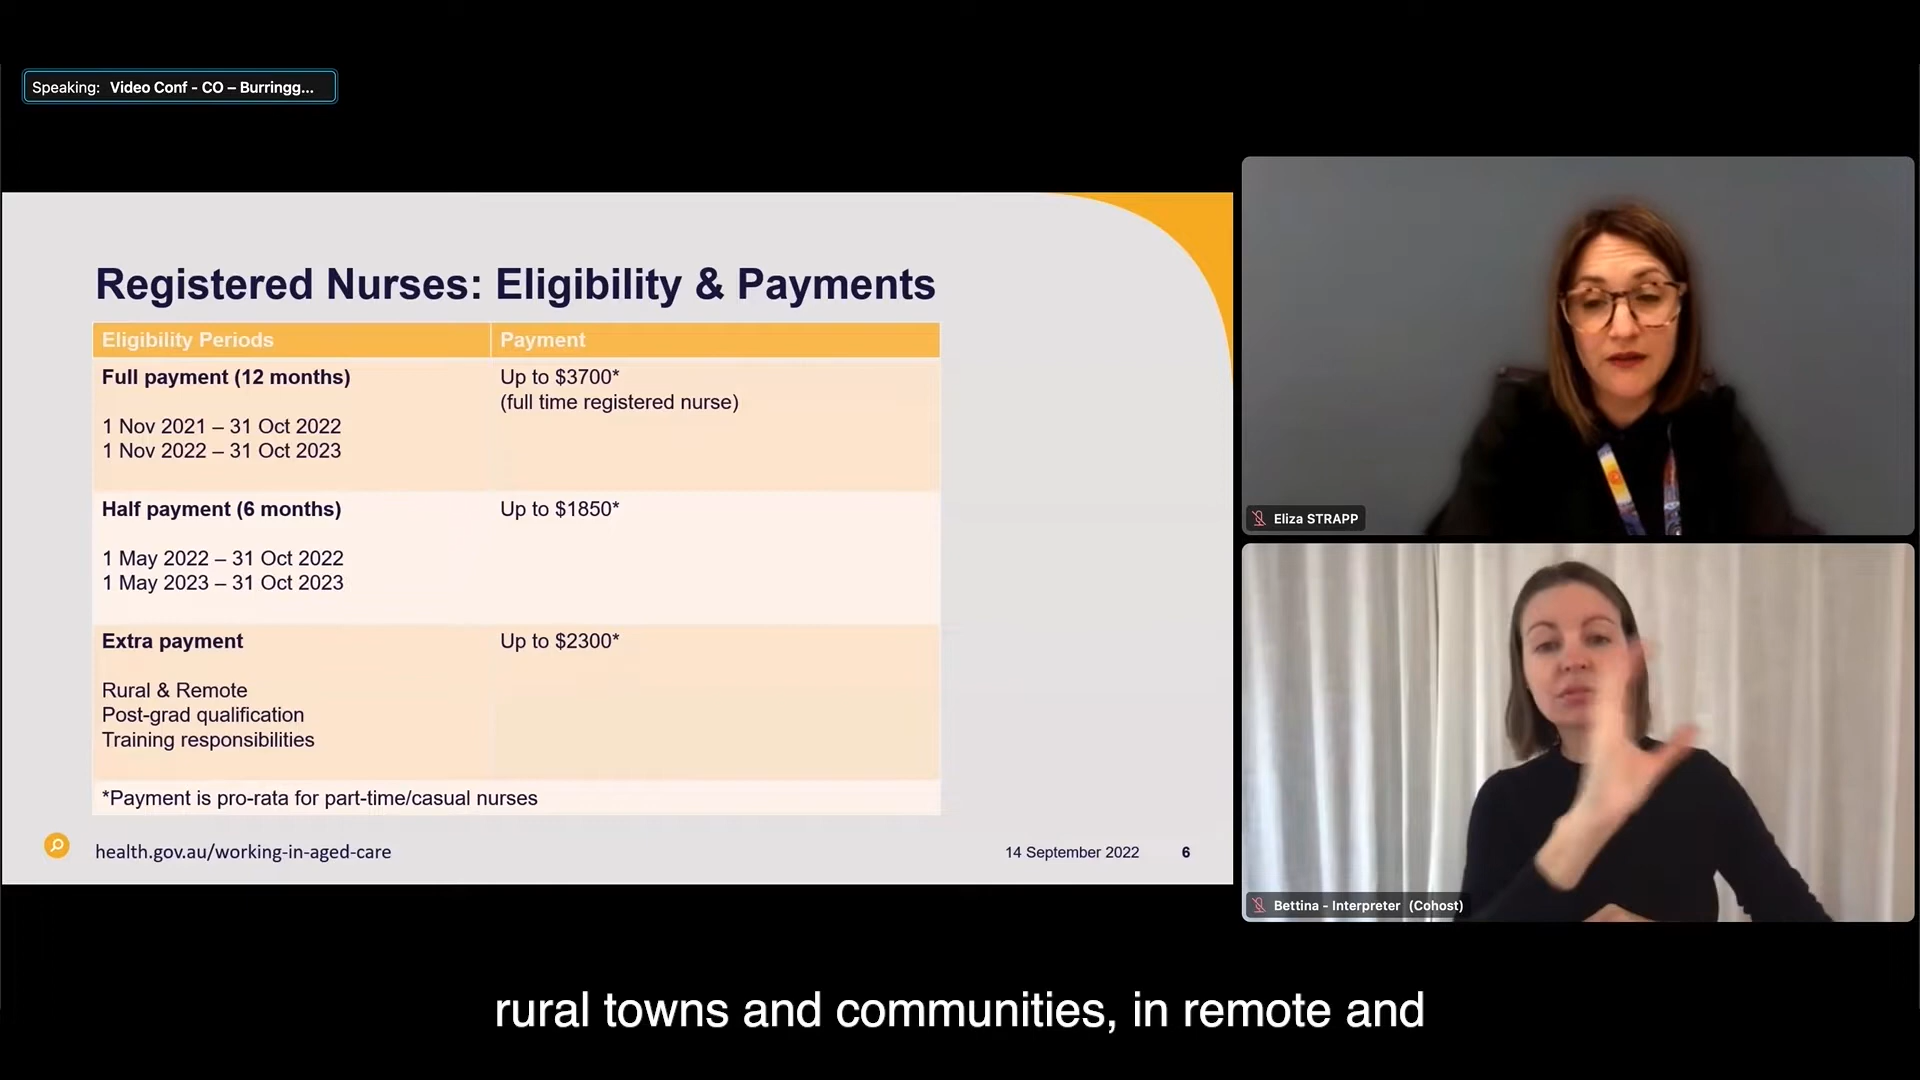 Speaking: Video Conf - CO – Burringg...
Registered Nurses: Eligibility & Payments
Eligibility Periods
Payment
Full payment (12 months)
Up to $3700*
(full time registered nurse)
1 Nov 2021 – 31 Oct 2022
1 Nov 2022 – 31 Oct 2023
Half payment (6 months)
Up to $1850*
1 May 2022 – 31 Oct 2022
1 May 2023 – 31 Oct 2023
Extra payment
Up to $2300*
Rural & Remote
Post-grad qualification
Training responsibilities
*Payment is pro-rata for part-time/casual nurses
health.gov.au/working-in-aged-care
14 September 2022
6
Eliza STRAPP
Bettina - Interpreter (Cohost)
rural towns and communities, in remote and